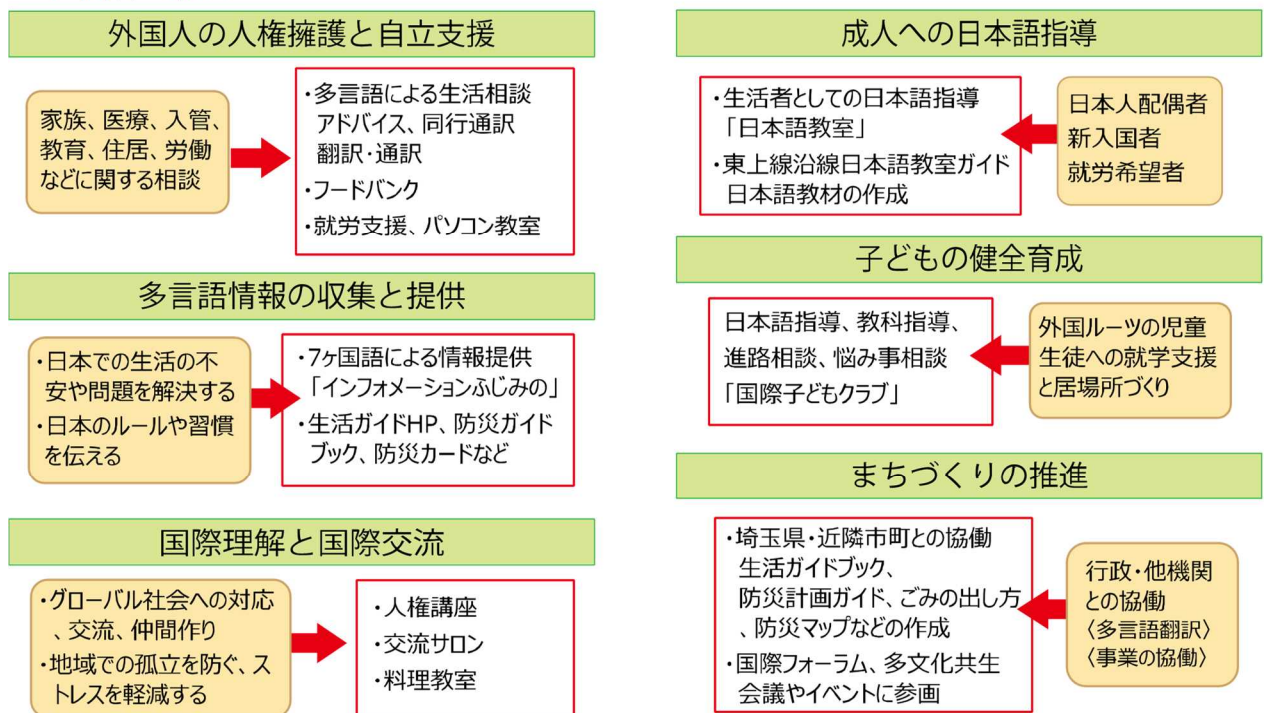 外国人の人権擁護と自立支援
家族、医療、入管、
教育、住居、労働
などに関する相談
・多言語による生活相談
アドバイス、同行通訳
翻訳・通訳
・フードバンク
・就労支援、パソコン教室
多言語情報の収集と提供
・日本での生活の不
安や問題を解決する
・日本のルールや習慣
を伝える
・7ヶ国語による情報提供
「インフォメーションふじみの」
・生活ガイドHP、防災ガイド
ブック、防災カードなど
国際理解と国際交流
・グローバル社会への対応
、交流、仲間作り
・地域での孤立を防ぐ、ス
トレスを軽減する
・人権講座
・交流サロン
・料理教室
成人への日本語指導
・生活者としての日本語指導
「日本語教室」
・東上線沿線日本語教室ガイド
日本語教材の作成
日本人配偶者
新入国者
就労希望者
子どもの健全育成
日本語指導、教科指導、
進路相談、悩み事相談
「国際子どもクラブ」
外国ルーツの児童
生徒への就学支援
と居場所づくり
まちづくりの推進
・埼玉県・近隣市町との協働
生活ガイドブック、
防災計画ガイド、ごみの出し方
、防災マップなどの作成
・国際フォーラム、多文化共生
会議やイベントに参画
行政・他機関
との協働
〈多言語翻訳〉
〈事業の協働〉